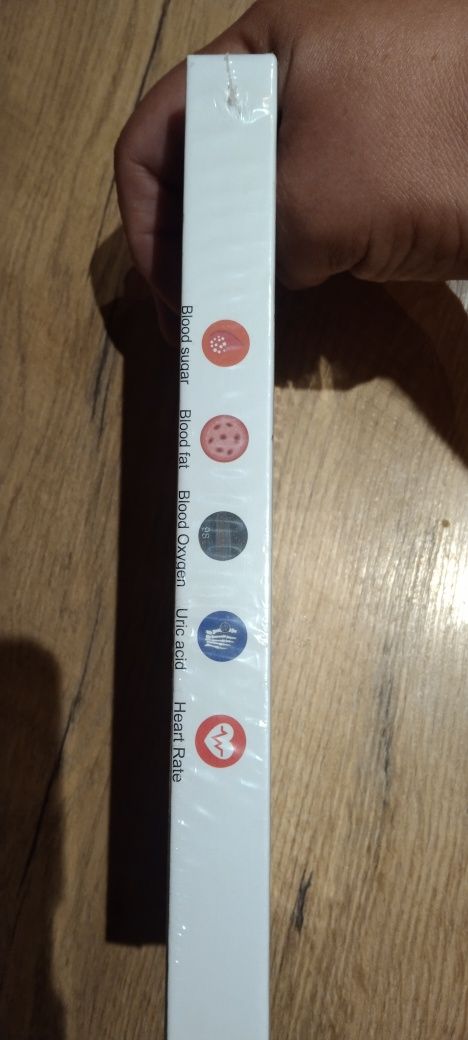 Blood sugar
Blood fat
Blood Oxygen
Uric acid
Heart Rate